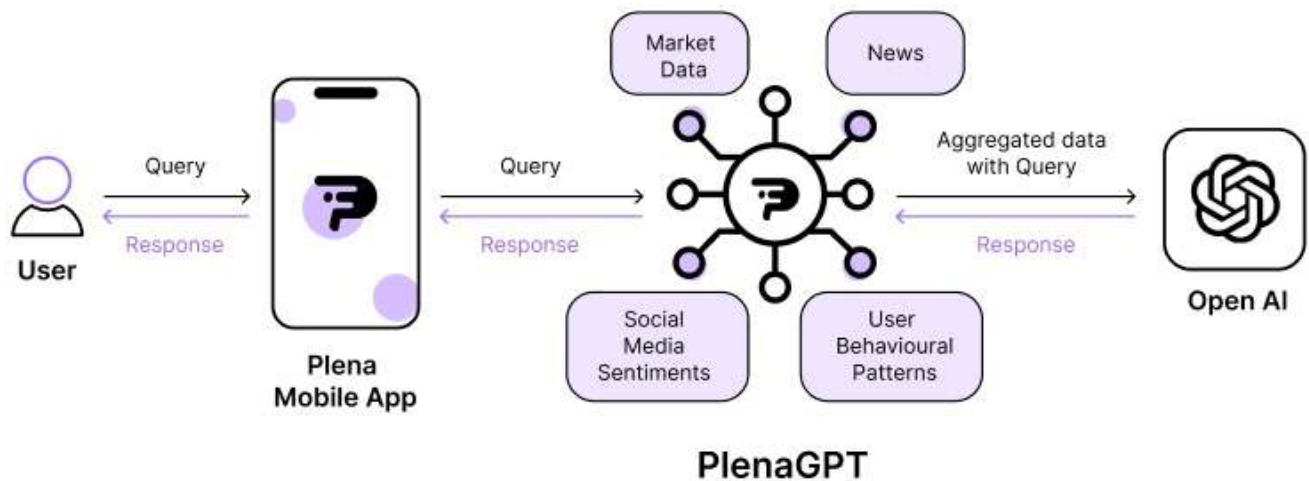 Market
Data
News
Query
Query
Aggregated data
with Query
Response
Response
Response
User
Open AI
Social
Media
Sentiments
User
Behavioural
Patterns
Plena
Mobile App
PlenaGPT